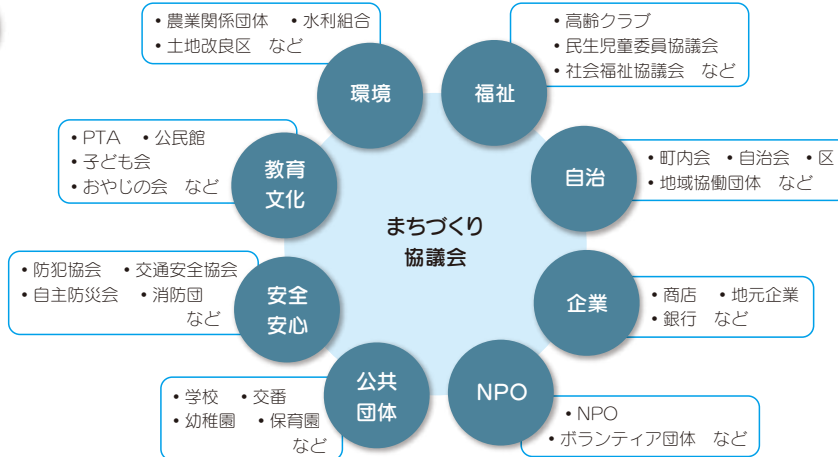 • 農業関係団体　• 水利組合
• 土地改良区　など
環境
• 高齢クラブ
• 民生児童委員協議会
• 社会福祉協議会　など
福祉
• PTA　• 公民館
• 子ども会
• おやじの会　など
教育
文化
• 町内会　• 自治会　• 区
• 地域協働団体　など
自治
まちづくり
協議会
• 防犯協会　• 交通安全協会
• 自主防災会　• 消防団
など
安全
安心
• 商店　• 地元企業
• 銀行　など
企業
• 学校　• 交番
• 幼稚園　• 保育園
など
公共
団体
NPO
• NPO
• ボランティア団体　など